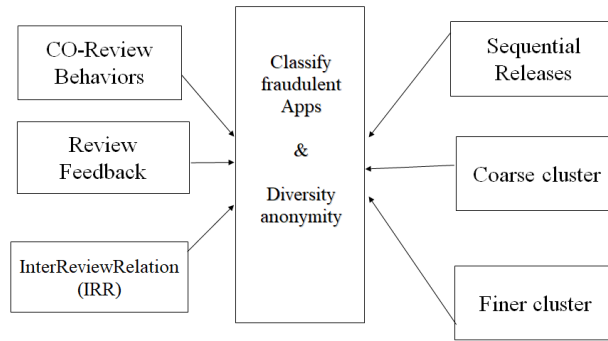 CO-Review
Behaviors
Review
Feedback
InterReviewRelation
(IRR)
Classify
fraudulent
Apps
&
Diversity
anonymity
Sequential
Releases
Coarse cluster
Finer cluster